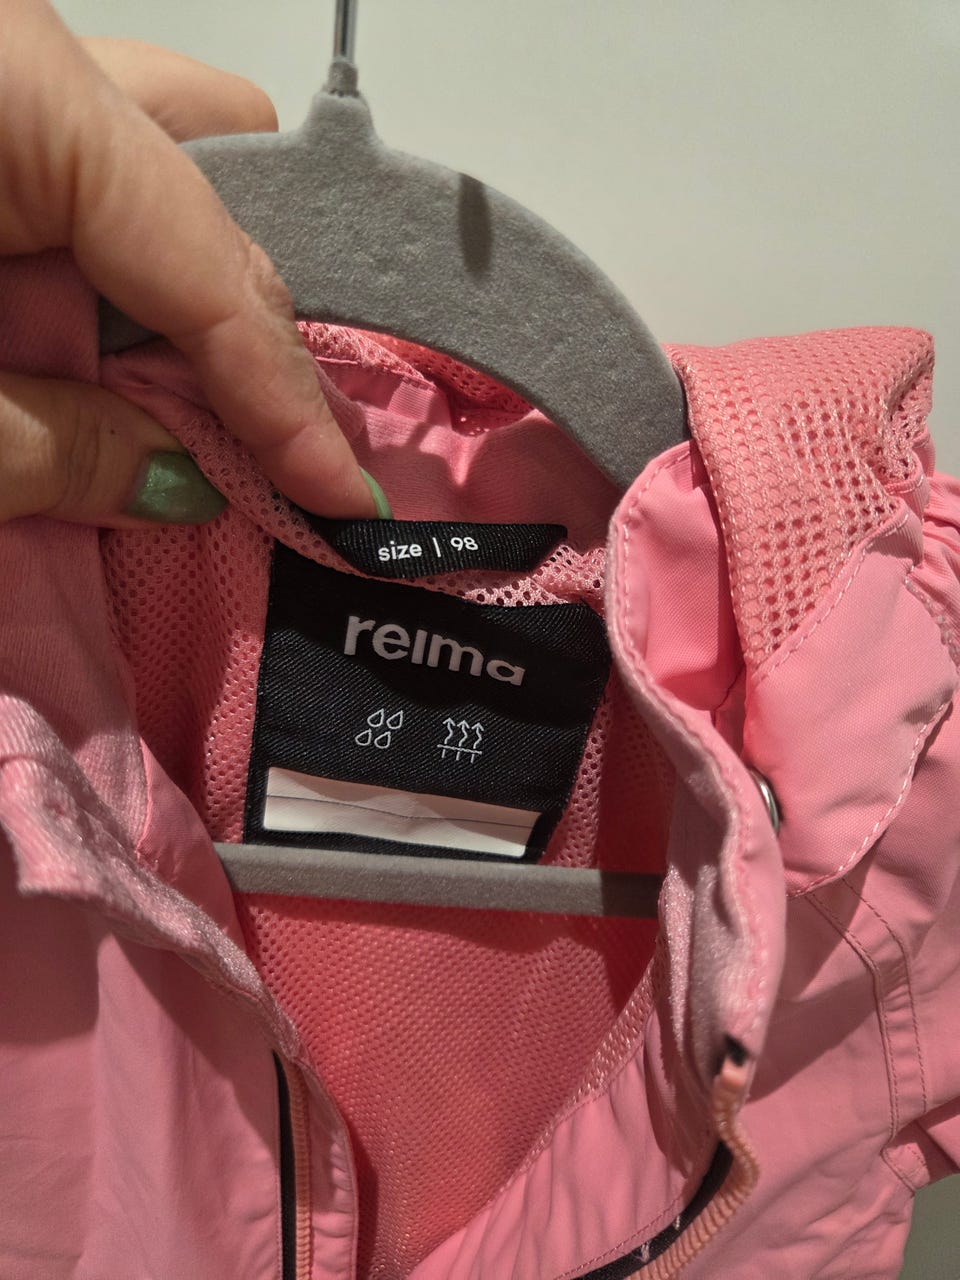 size | 98
reima